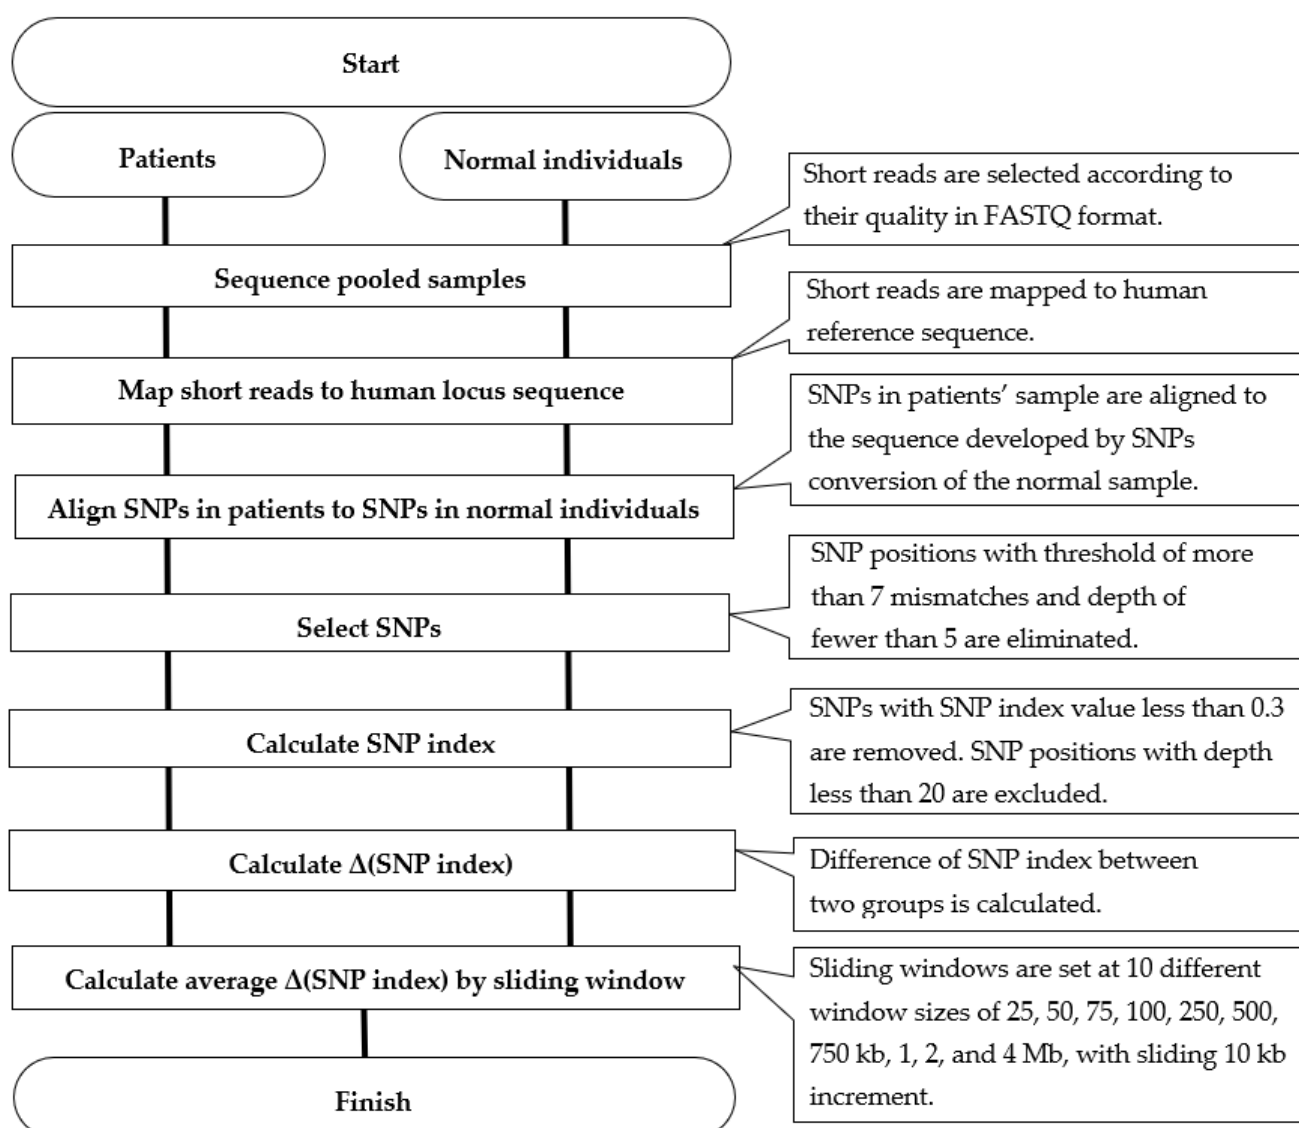 Start
Patients
Normal individuals
Short reads are selected according to
their quality in FASTQ format.
Sequence pooled samples
Short reads are mapped to human
reference sequence.
Map short reads to human locus sequence
SNPs in patients’ sample are aligned to
the sequence developed by SNPs
conversion of the normal sample.
Align SNPs in patients to SNPs in normal individuals
SNP positions with threshold of more
than 7 mismatches and depth of
fewer than 5 are eliminated.
Select SNPs
SNPs with SNP index value less than 0.3
are removed. SNP positions with depth
less than 20 are excluded.
Calculate SNP index
Difference of SNP index between
two groups is calculated.
Calculate Δ(SNP index)
Sliding windows are set at 10 different
window sizes of 25, 50, 75, 100, 250, 500,
750 kb, 1, 2, and 4 Mb, with sliding 10 kb
increment.
Calculate average Δ(SNP index) by sliding window
Finish